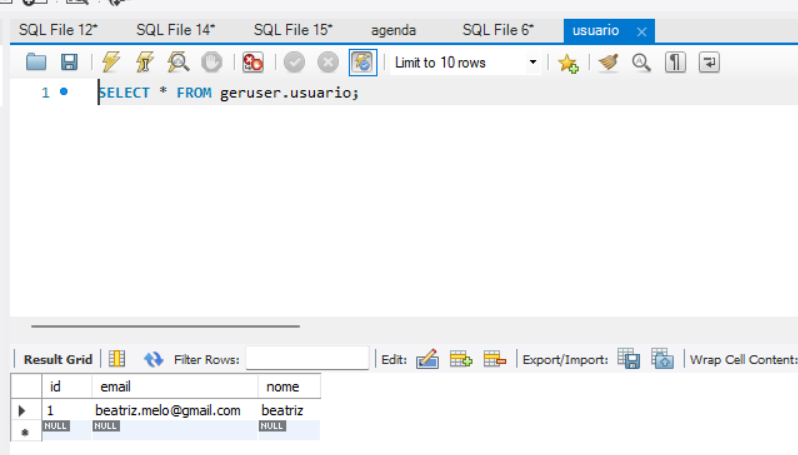 SQL File 12* SQL File 14* SQL File 15* agenda SQL File 6* usuario
Limit to 10 rows
1 SELECT * FROM geruser.usuario;
Result Grid Filter Rows: Edit: Export/Import: Wrap Cell Content:
id email nome
1 beatriz.melo@gmail.com beatriz
NULL NULL NULL